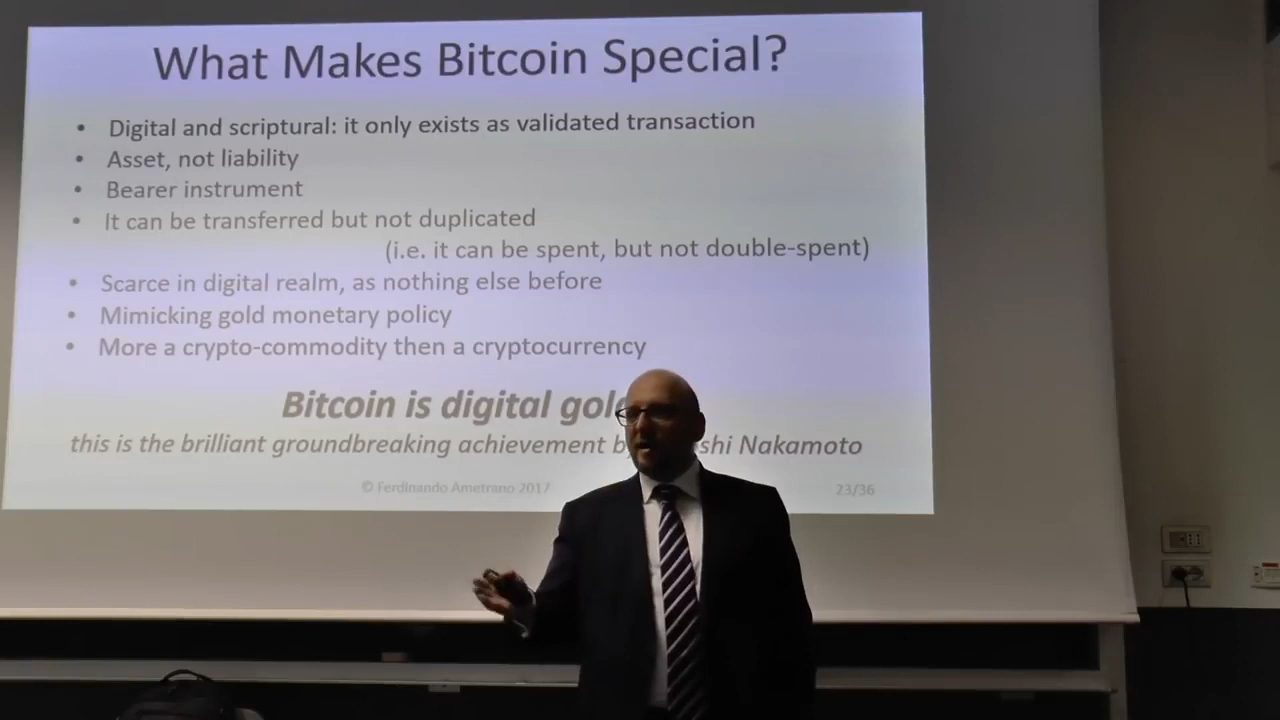 What Makes Bitcoin Special?
• Digital and scriptural: it only exists as validated transaction
• Asset, not liability
• Bearer instrument
• It can be transferred but not duplicated
(i.e. it can be spent, but not double-spent)
• Scarce in digital realm, as nothing else before
• Mimicking gold monetary policy
• More a crypto-commodity then a cryptocurrency
Bitcoin is digital
this is the brilliant groundbreaking achievement Nakamoto
© Ferdinando Ametrano 2017 23/36